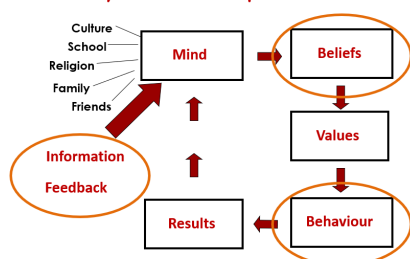 Culture
School
Religion
Family
Friends
Mind
Beliefs
Information
Feedback
Values
Results
Behaviour